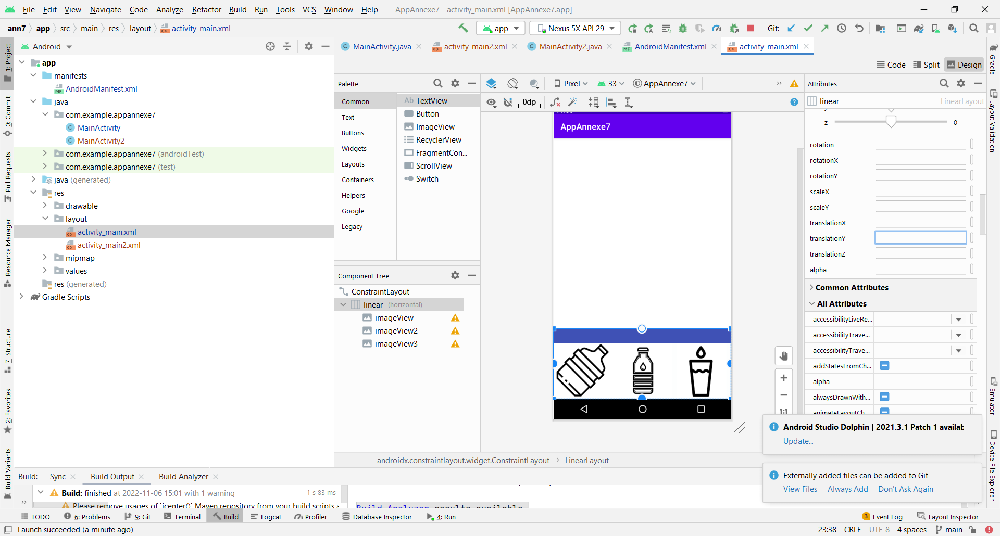 File Edit View Navigate Code Analyze Refactor Build Run Tools VCS Window Help AppAnnexe7 - activity_main.xml [AppAnnexe7.app]
ann7 app src main res layout activity_main.xml app Nexus 5X API 29 Git:
Android
MainActivity.java activity_main2.xml MainActivity2.java AndroidManifest.xml activity_main.xml
Code Split Design
1: Project
0: Commit
Pull Requests
Resource Manager
7: Structure
2: Favorites
Build Variants
app
manifests
MF AndroidManifest.xml
java
com.example.appannexe7
C MainActivity
C MainActivity2
com.example.appannexe7 (androidTest)
com.example.appannexe7 (test)
java (generated)
res
drawable
layout
activity_main.xml
activity_main2.xml
mipmap
values
res (generated)
Gradle Scripts
Palette
Common
Text
Buttons
Widgets
Layouts
Containers
Helpers
Google
Legacy
Ab TextView
Button
ImageView
RecyclerView
FragmentCon...
ScrollView
Switch
Component Tree
ConstraintLayout
linear (horizontal)
imageView
imageView2
imageView3
Pixel 33 AppAnnexe7
0dp
AppAnnexe7
1:1
androidx.constraintlayout.widget.ConstraintLayout › LinearLayout
Attributes
linear LinearLayout
z 0
rotation
rotationX
rotationY
scaleX
scaleY
translationX
translationY
translationZ
alpha
Common Attributes
All Attributes
accessibilityLiveRe...
accessibilityTrave...
accessibilityTrave...
addStatesFromCh...
alpha
alwaysDrawnWith...
animateLayoutCh
Gradle
Layout Validation
Emulator
Device File Explorer
Android Studio Dolphin | 2021.3.1 Patch 1 availab
Update...
Externally added files can be added to Git
View Files Always Add Don't Ask Again
Build: Sync Build Output Build Analyzer
Build: finished at 2022-11-06 15:01 with 1 warning 1 s 83 ms
Please remove usages of `jcenter()` Maven repository from your build scripts a
Build Analyzer results available
TODO 6: Problems 9: Git Terminal Build Logcat Profiler Database Inspector 4: Run 3 Event Log Layout Inspector
Launch succeeded (a minute ago) 23:38 CRLF UTF-8 4 spaces main